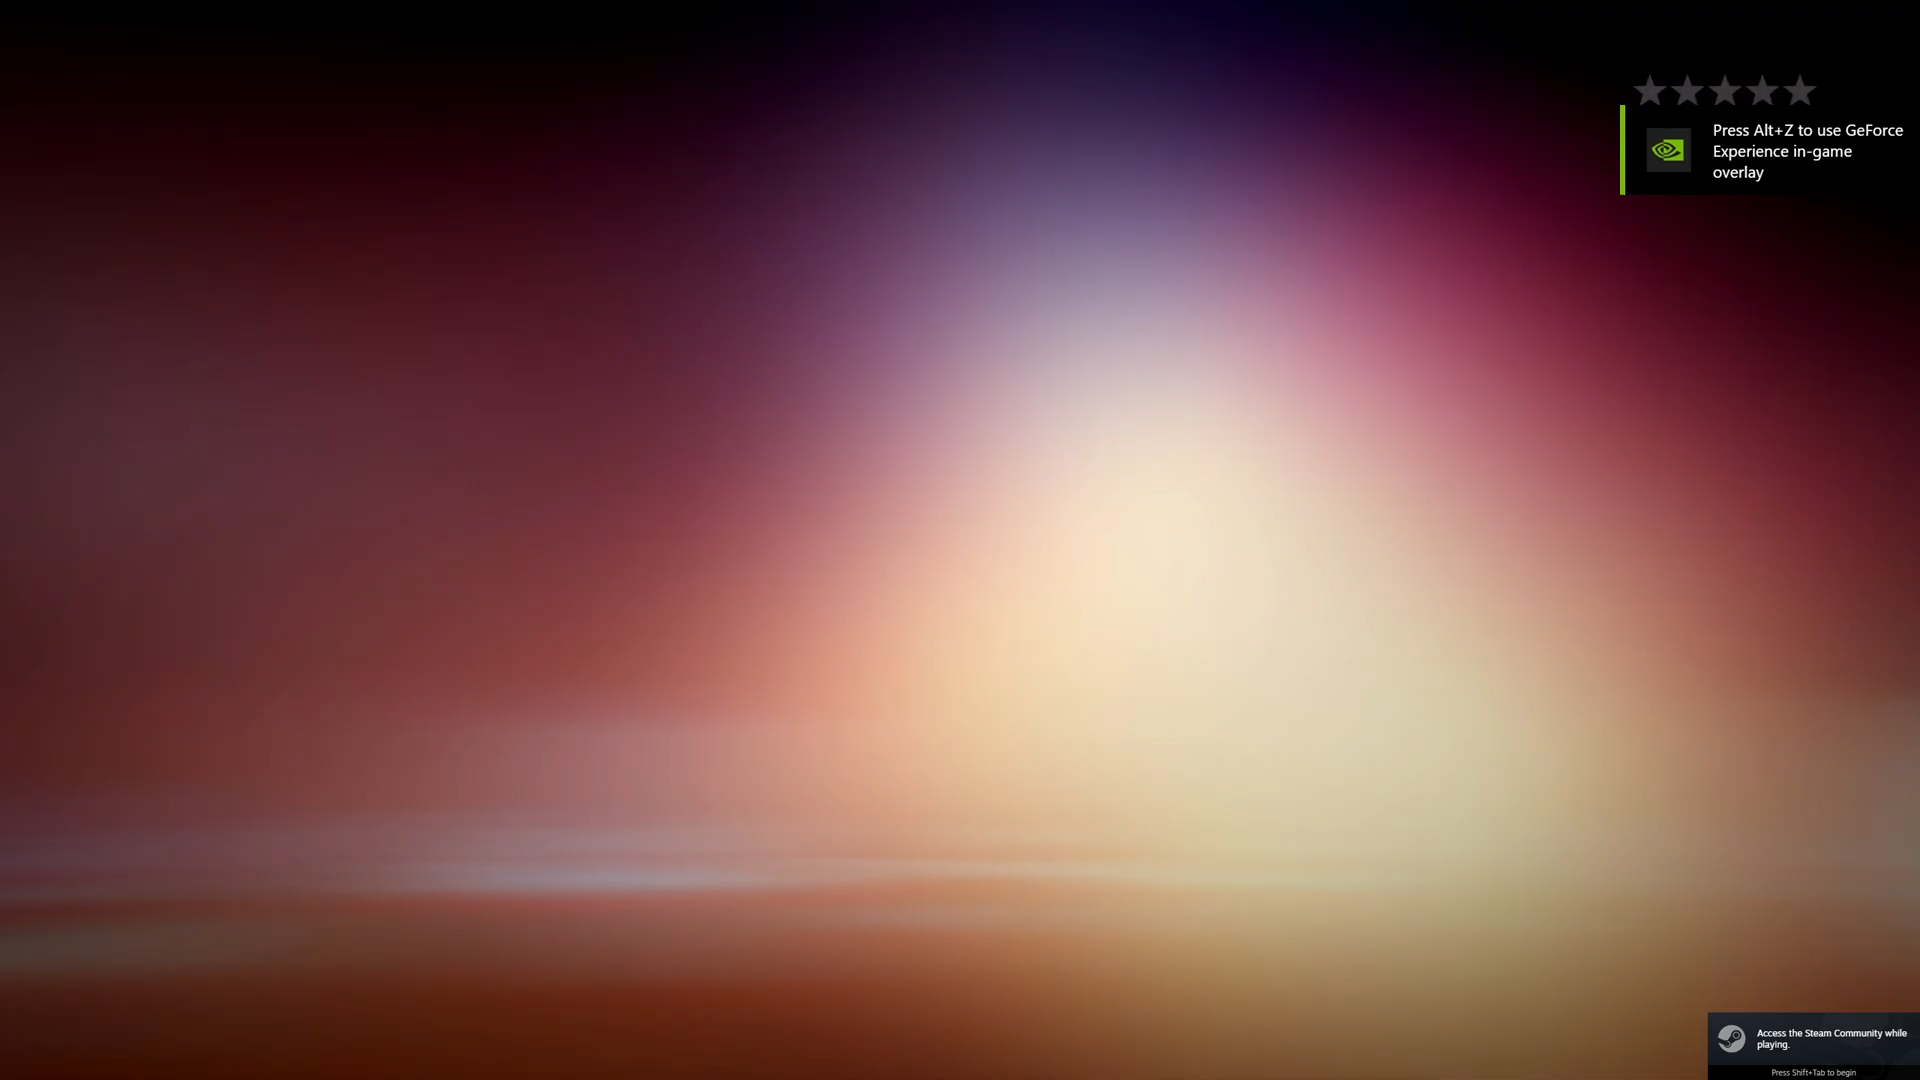 Press Alt+Z to use GeForce
Experience in-game
overlay
Access the Steam Community while
playing.
Press Shift+Tab to begin